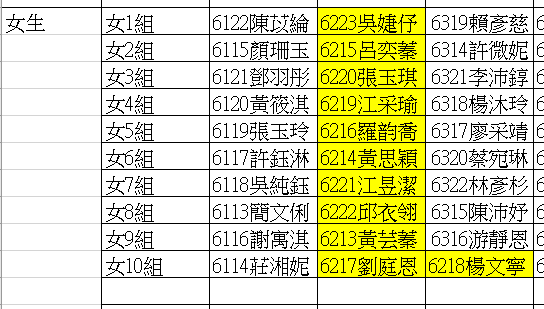 女生 女1組 6122陳苡綸 6223吳婕伃 6319賴彥慈
女2組 6115顏珊玉 6215呂奕蓁 6314許微妮
女3組 6121鄧羽彤 6220張玉琪 6321李沛錞
女4組 6120黃筱淇 6219江采瑜 6318楊沐玲
女5組 6119張玉玲 6216羅韵喬 6317廖采靖
女6組 6117許鈺淋 6214黃思穎 6320蔡宛琳
女7組 6118吳純鈺 6221江昱潔 6322林彥杉
女8組 6113簡文俐 6222邱衣翎 6315陳沛妤
女9組 6116謝寓淇 6213黃芸蓁 6316游靜恩
女10組 6114莊湘妮 6217劉庭恩 6218楊文寧